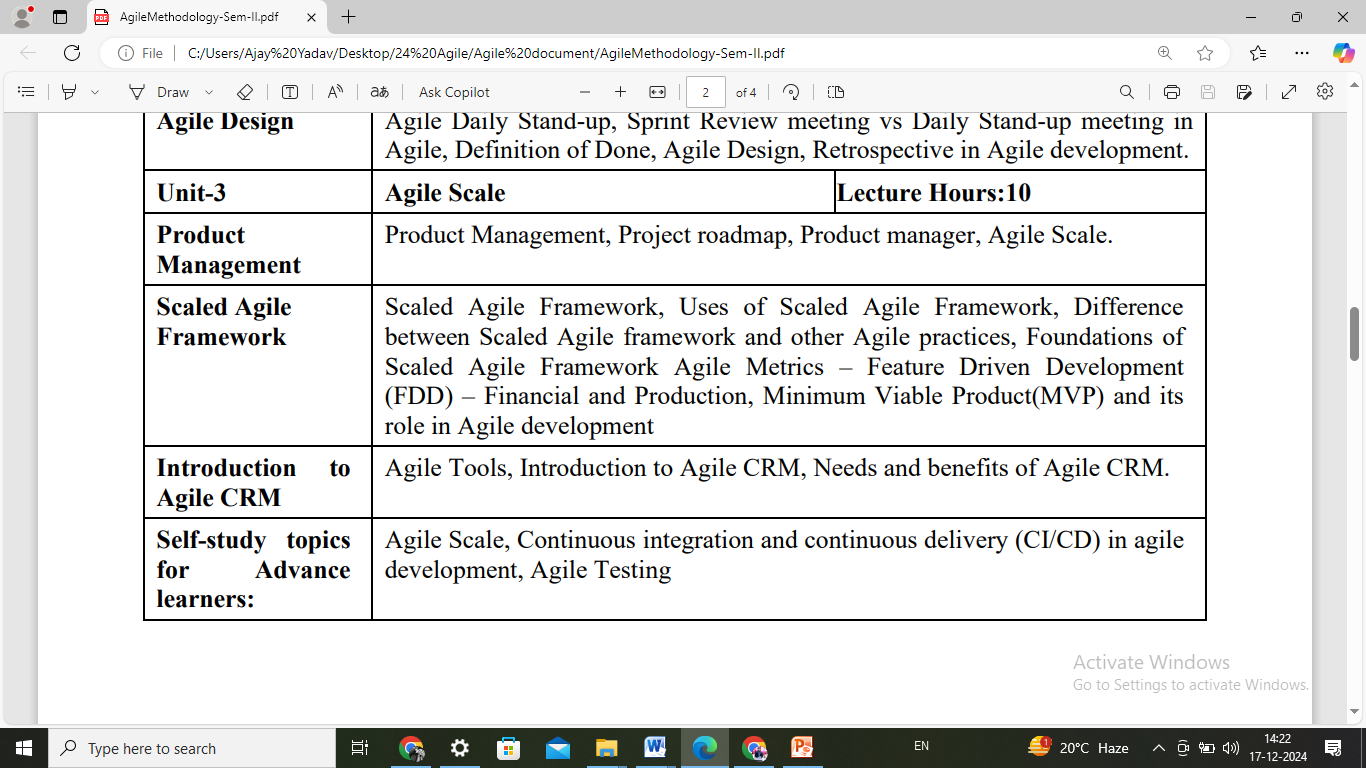 AgileMethodology-Sem-II.pdf
File C:/Users/Ajay%20Yadav/Desktop/24%20Agile/Agile%20document/AgileMethodology-Sem-II.pdf
Draw Ask Copilot 2 of 4
Agile Design
Agile Daily Stand-up, Sprint Review meeting vs Daily Stand-up meeting in
Agile, Definition of Done, Agile Design, Retrospective in Agile development.
Unit-3 Agile Scale Lecture Hours:10
Product
Management
Product Management, Project roadmap, Product manager, Agile Scale.
Scaled Agile
Framework
Scaled Agile Framework, Uses of Scaled Agile Framework, Difference
between Scaled Agile framework and other Agile practices, Foundations of
Scaled Agile Framework Agile Metrics – Feature Driven Development
(FDD) – Financial and Production, Minimum Viable Product(MVP) and its
role in Agile development
Introduction to
Agile CRM
Agile Tools, Introduction to Agile CRM, Needs and benefits of Agile CRM.
Self-study topics
for Advance
learners:
Agile Scale, Continuous integration and continuous delivery (CI/CD) in agile
development, Agile Testing
Activate Windows
Go to Settings to activate Windows.
Type here to search
EN
20°C Haze
14:22
17-12-2024